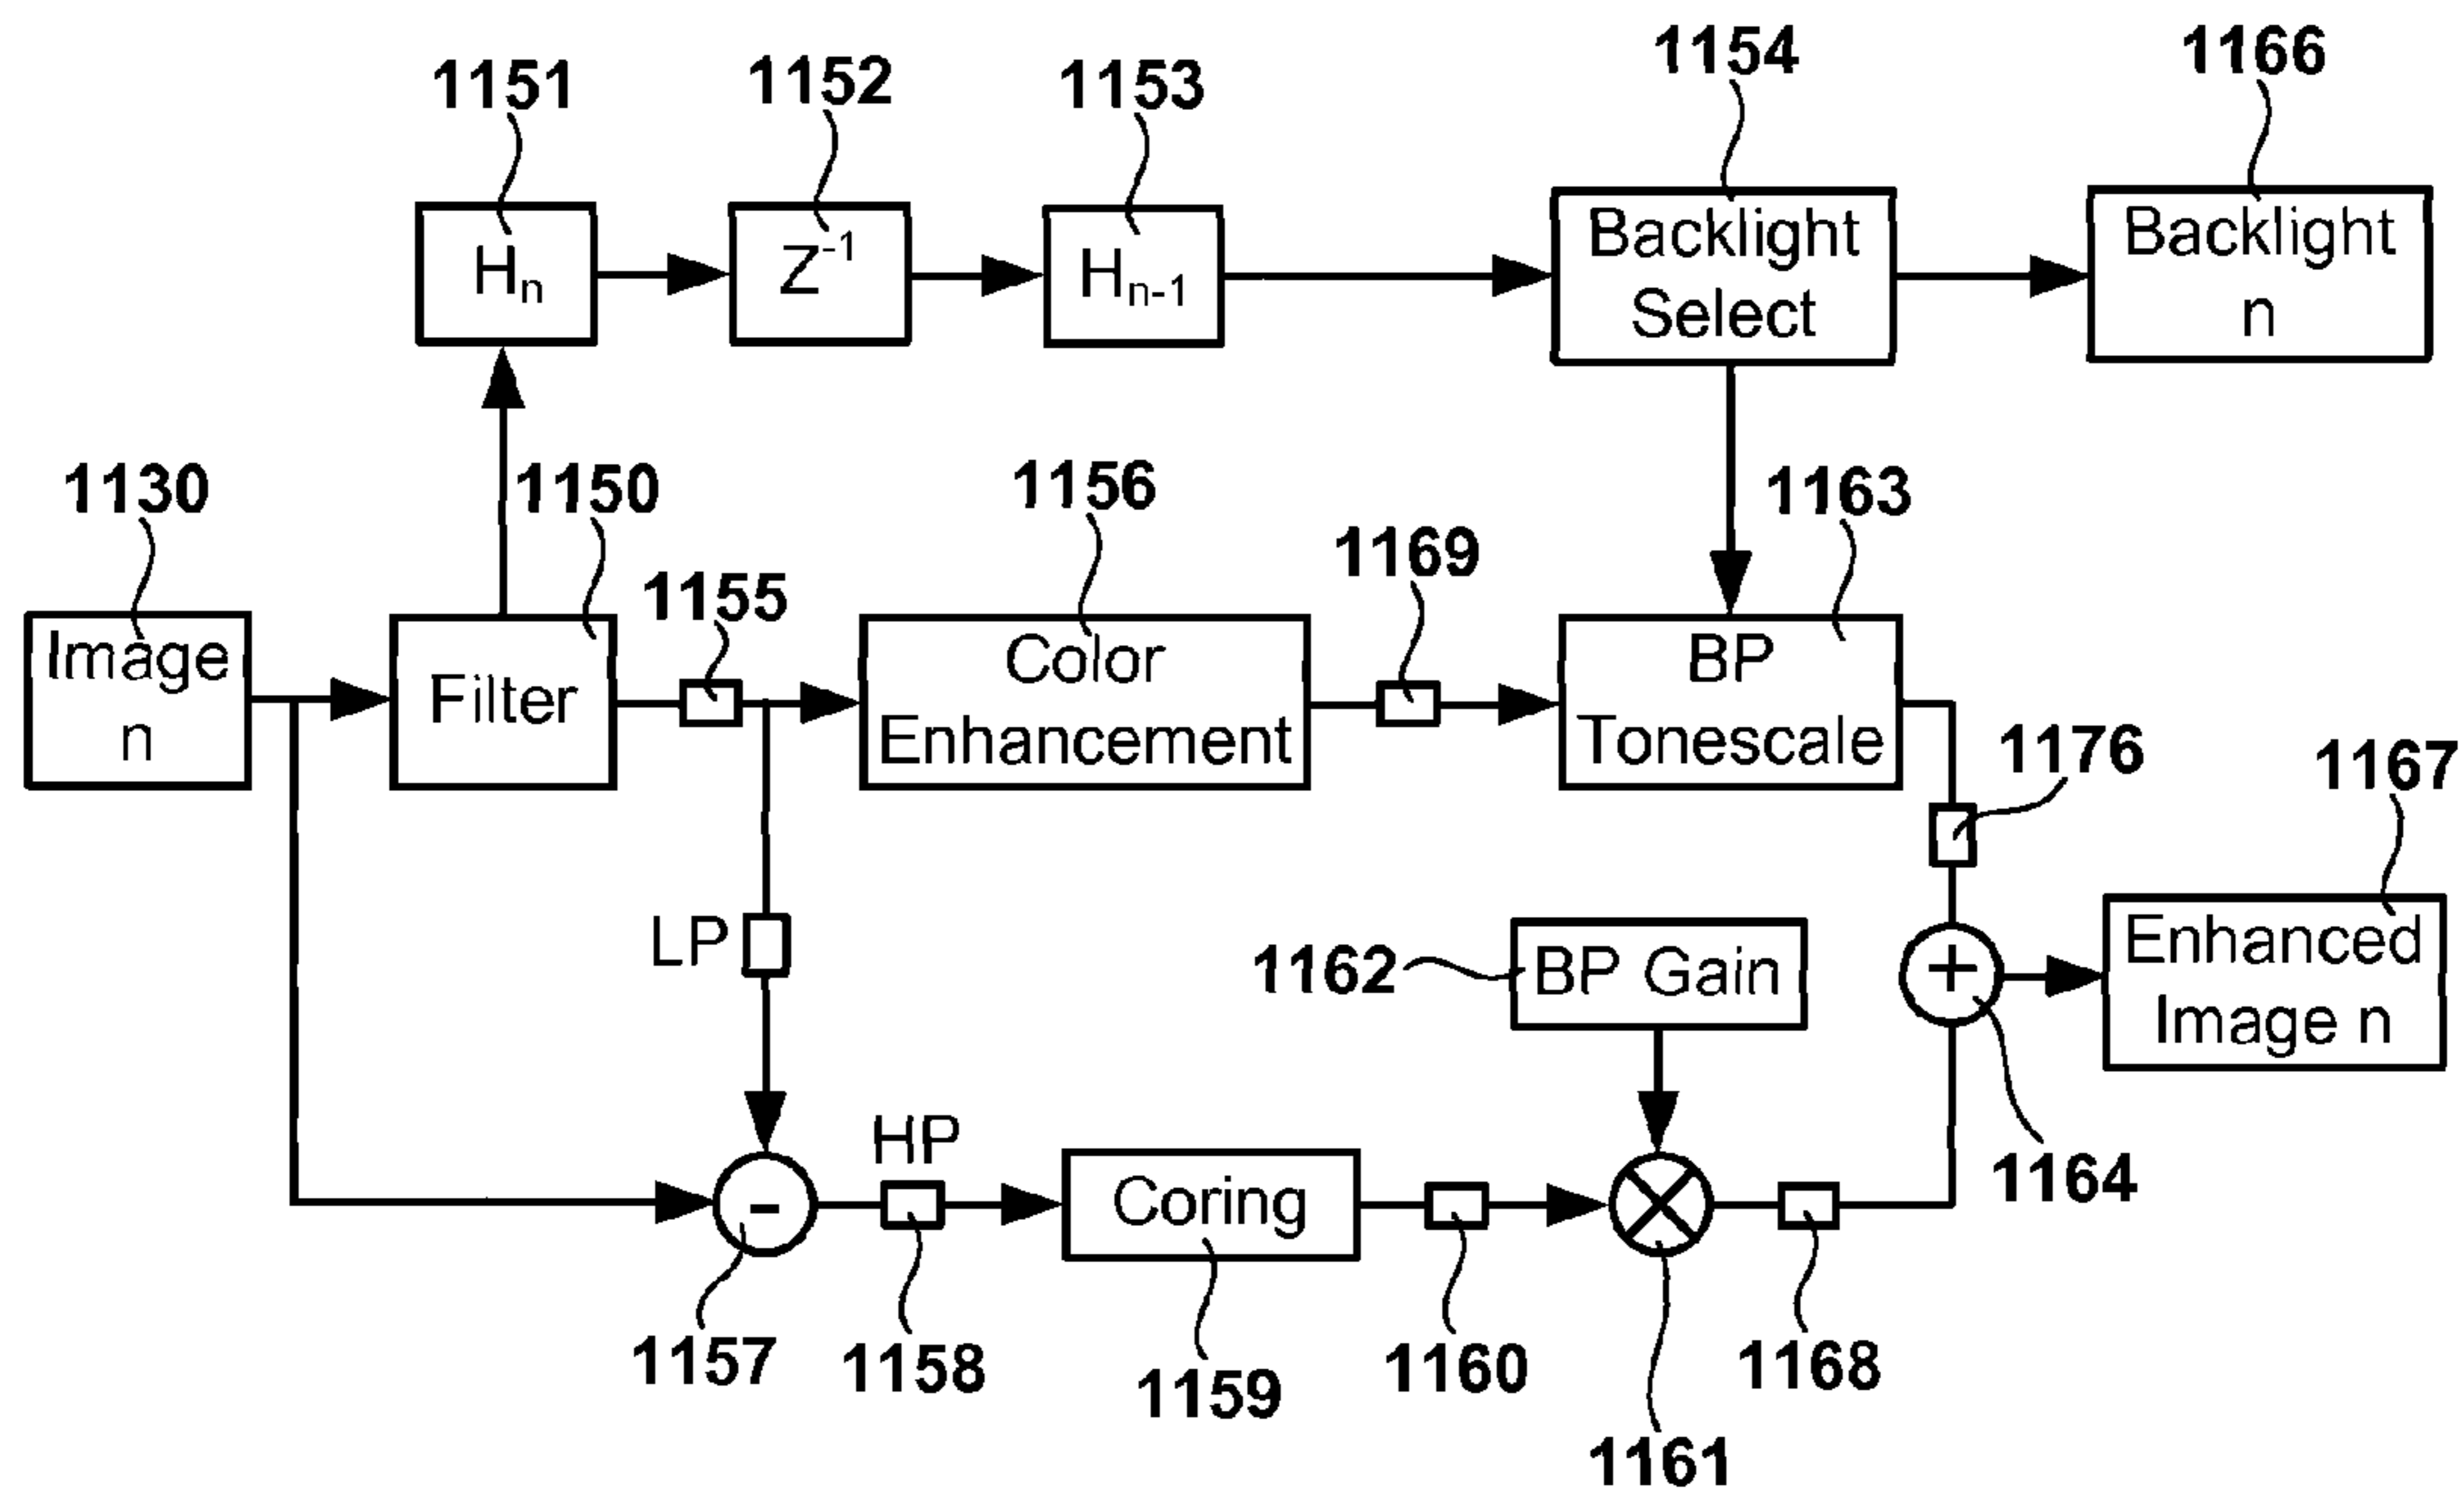 1151
1152
1153
1154
1166
Hn
Z-1
Hn-1
Backlight
Select
Backlight
n
1130
1150
1155
1156
1169
1163
Image
n
Filter
Color
Enhancement
BP
Tonescale
1176
1167
LP
1162
BP Gain
+
Enhanced
Image n
HP
-
Coring
1164
1157
1158
1159
1160
1161
1168